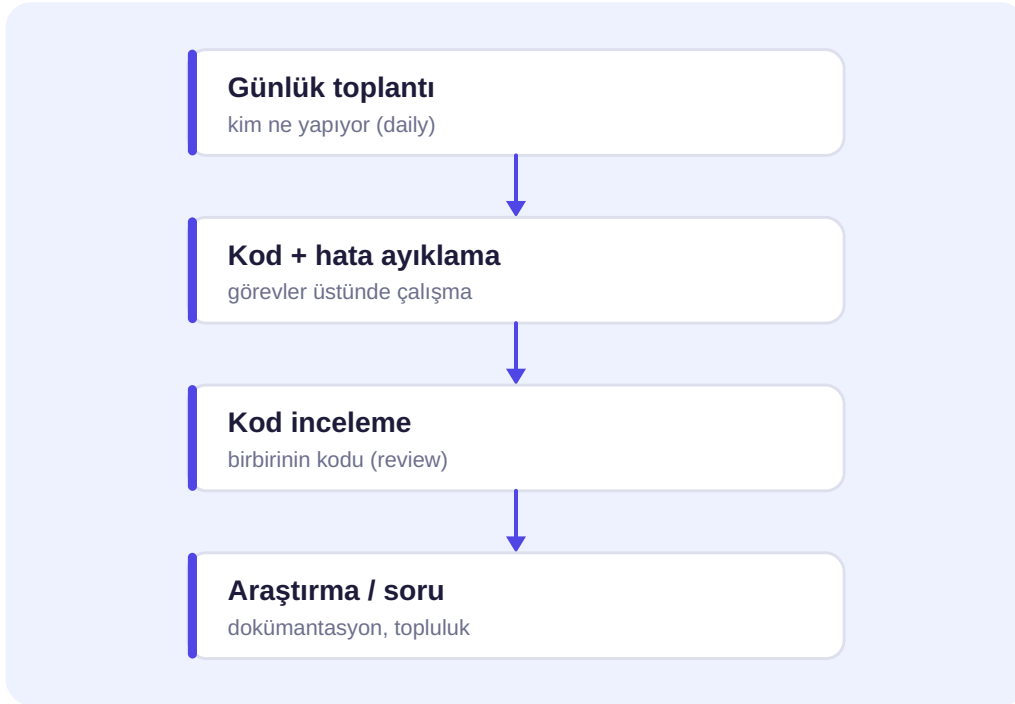 Günlük toplantı
kim ne yapıyor (daily)
Kod + hata ayıklama
görevler üstünde çalışma
Kod inceleme
birbirinin kodu (review)
Araştırma / soru
dokümantasyon, topluluk